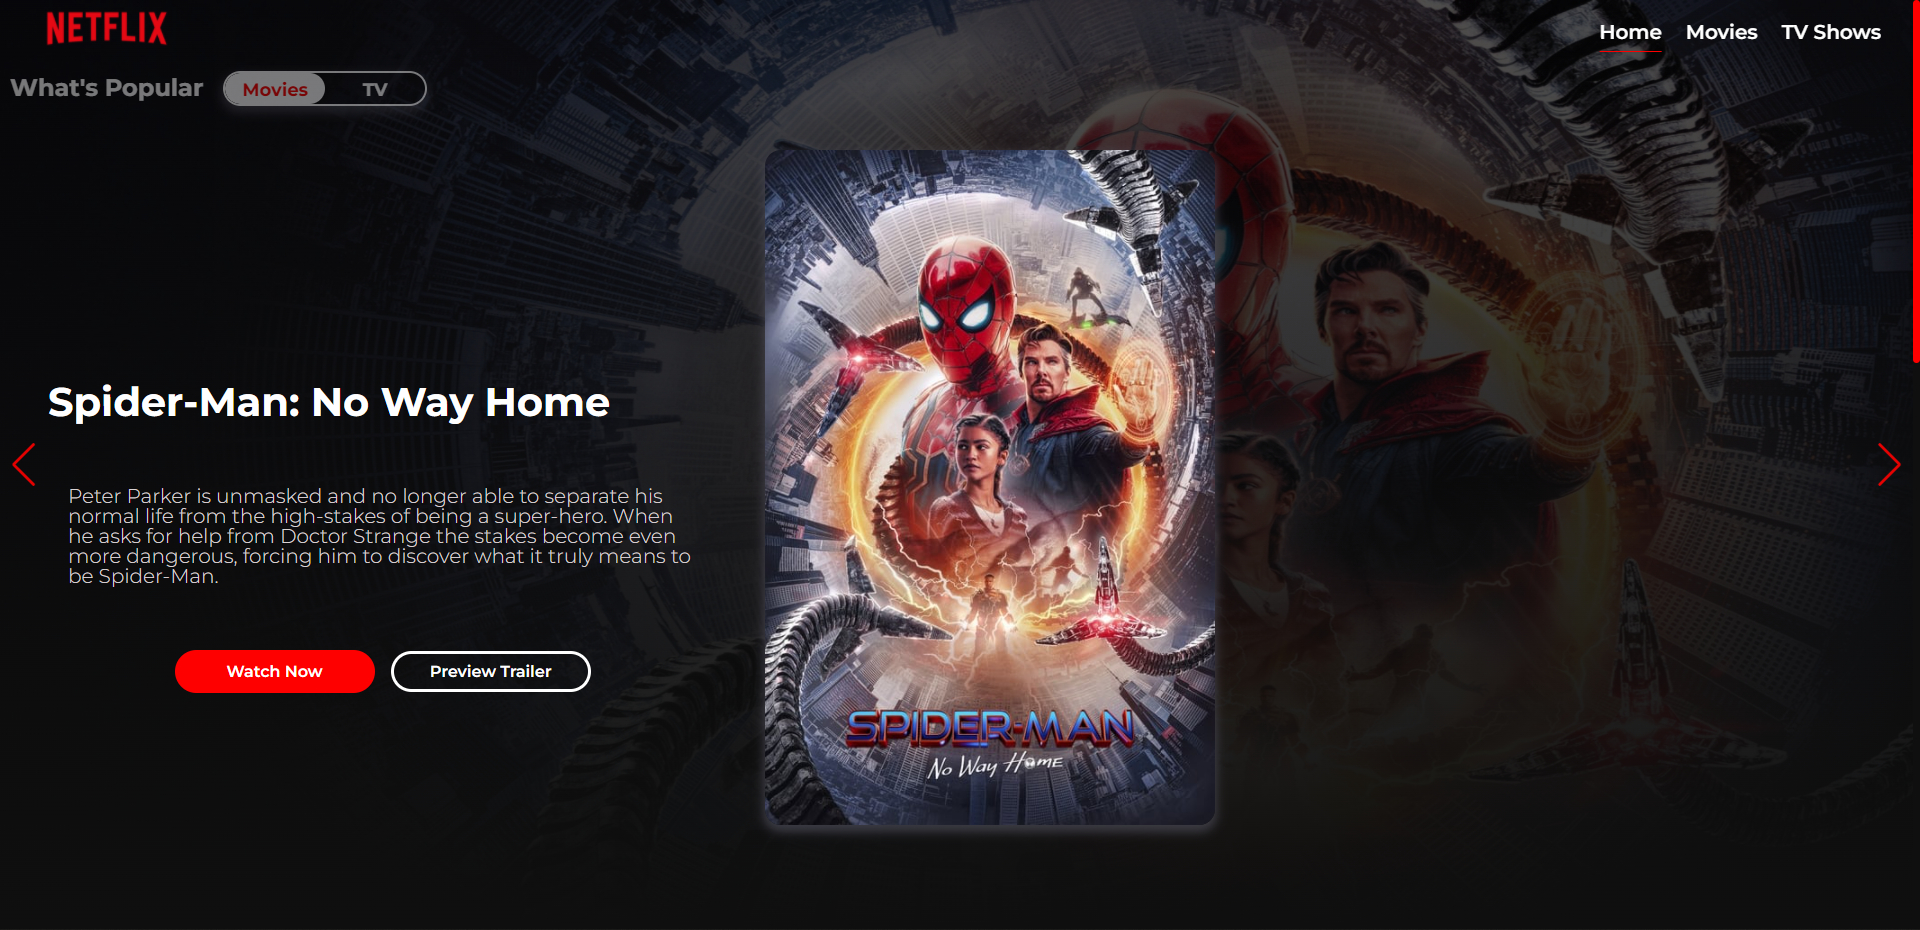 NETFLIX
Home Movies TV Shows
What's Popular Movies TV
Spider-Man: No Way Home
Peter Parker is unmasked and no longer able to separate his
normal life from the high-stakes of being a super-hero. When
he asks for help from Doctor Strange the stakes become even
more dangerous, forcing him to discover what it truly means to
be Spider-Man.
Watch Now Preview Trailer
SPIDER-MAN
No Way Home